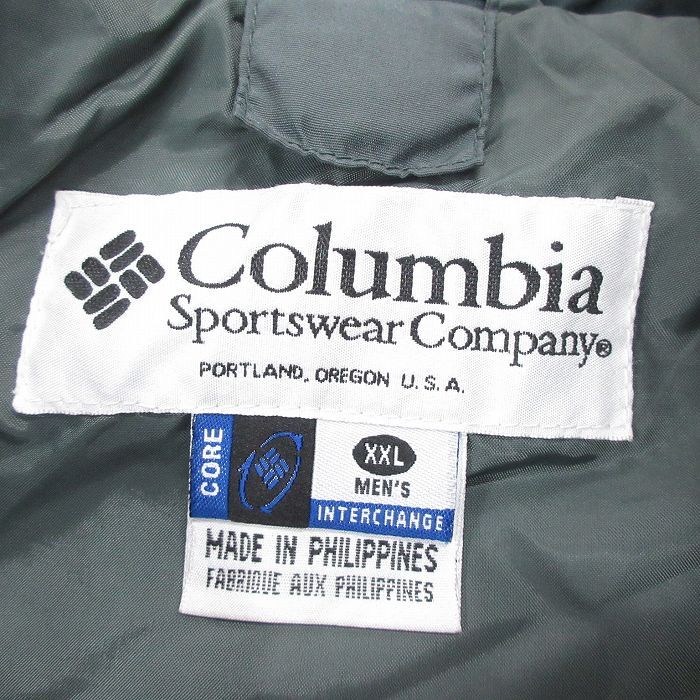 Columbia
Sportswear Company®
PORTLAND, OREGON U.S.A.
CORE
XXL
MEN'S
INTERCHANGE
MADE IN PHILIPPINES
FABRIQUE AUX PHILIPPINES